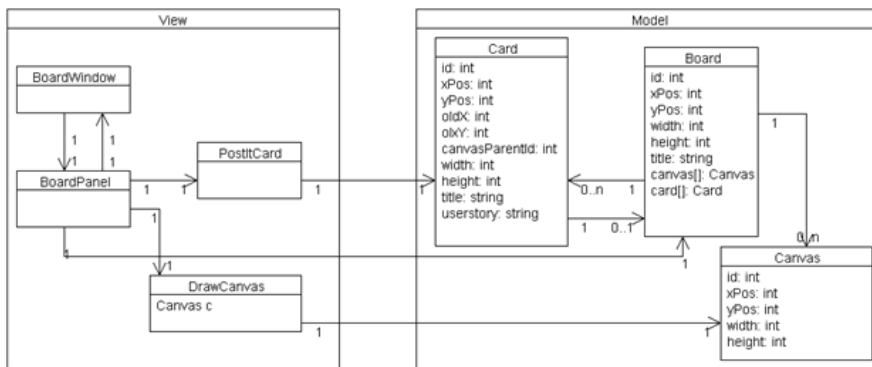 View
BoardWindow
1
1
1
1
BoardPanel
1
1
PostItCard
1
1
1
1
1
DrawCanvas
Canvas c
1
Model
Card
id: int
xPos: int
yPos: int
oldX: int
olxY: int
canvasParentId: int
width: int
height: int
title: string
userstory: string
1
0..n
1
1
0..1
Board
id: int
xPos: int
yPos: int
width: int
height: int
title: string
canvas[]: Canvas
card[]: Card
1
1
0..n
Canvas
id: int
xPos: int
yPos: int
width: int
height: int
1